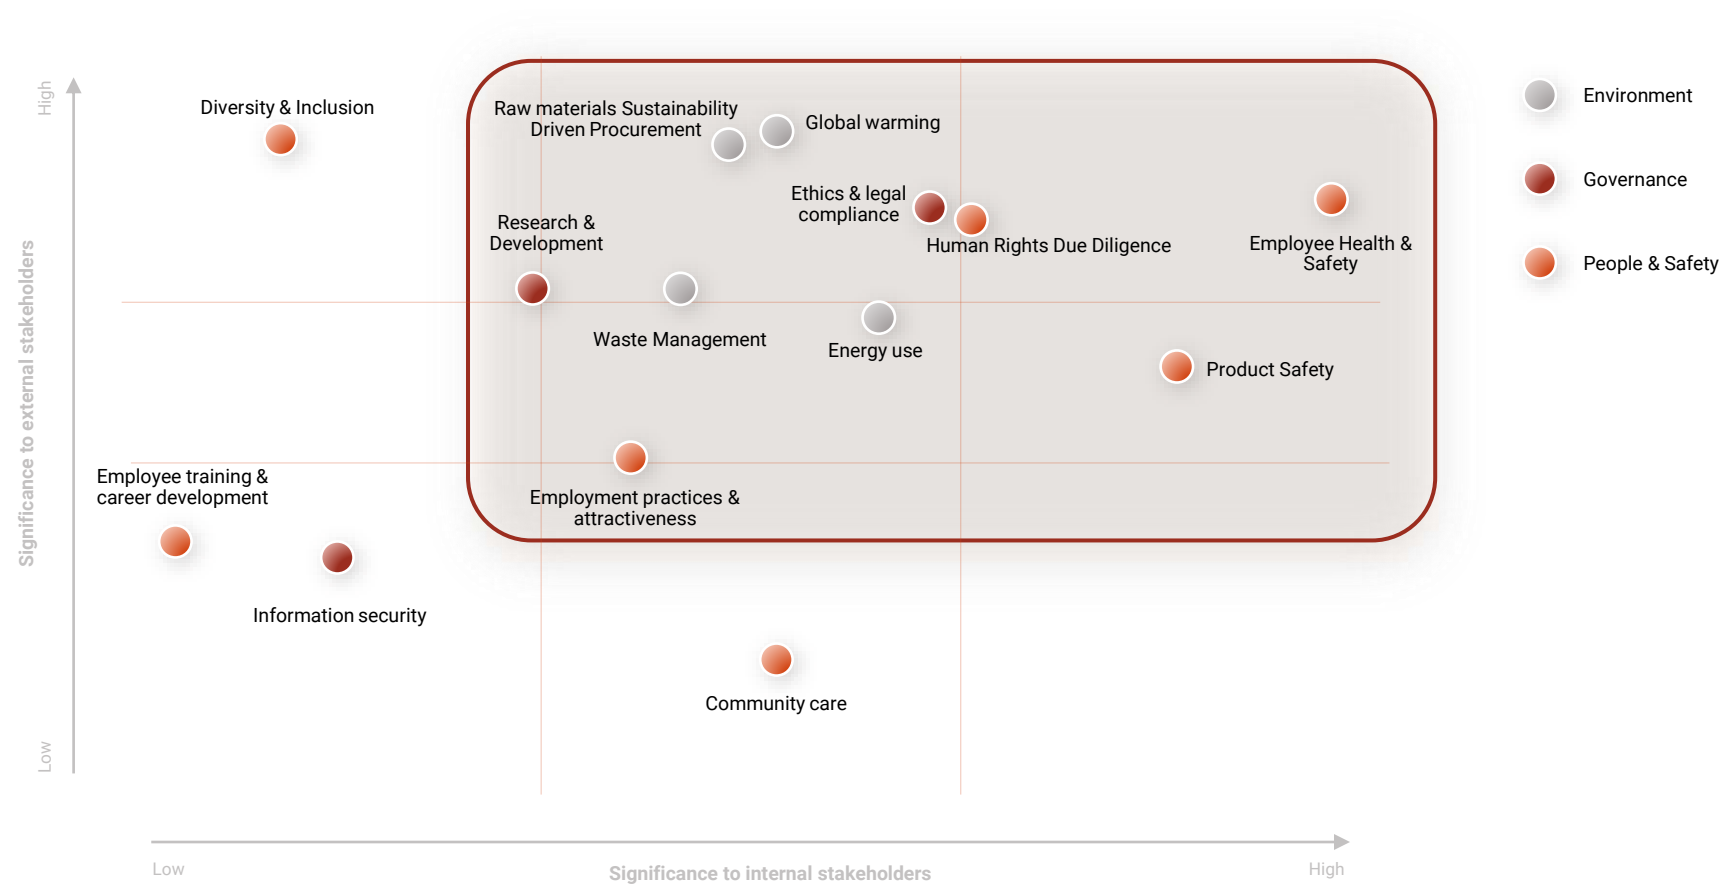 High
Significance to external stakeholders
Low
Diversity & Inclusion
Raw materials Sustainability
Driven Procurement
Global warming
Ethics & legal
compliance
Research &
Development
Human Rights Due Diligence
Employee Health &
Safety
Waste Management
Energy use
Product Safety
Employee training &
career development
Employment practices &
attractiveness
Information security
Community care
Low
Significance to internal stakeholders
High
Environment
Governance
People & Safety